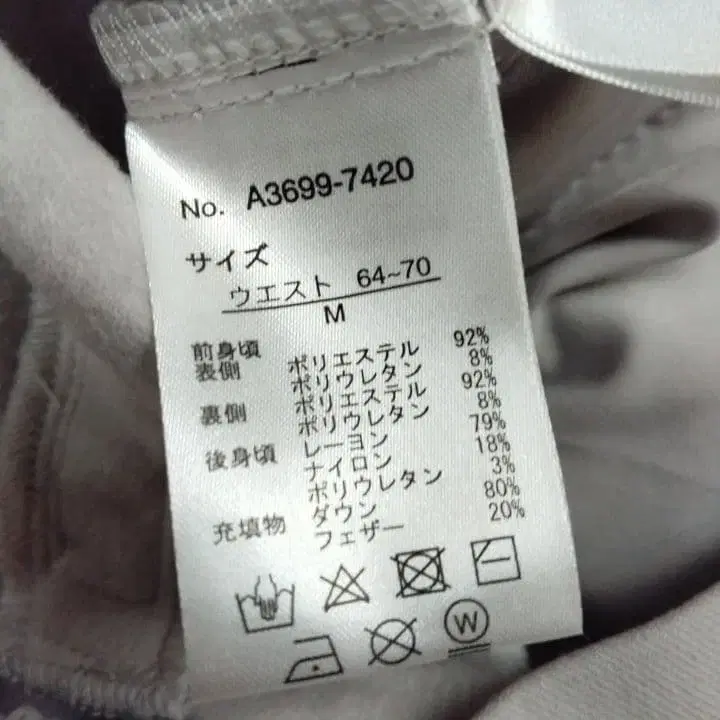 No. A3699-7420
サイズ
ウエスト 64~70
M
前身頃
表側 ポリエステル 92%
ポリウレタン 8%
裏側 ポリエステル 92%
ポリウレタン 8%
後身頃 レーヨン 79%
ナイロン 18%
ポリウレタン 3%
充填物 ダウン 80%
フェザー 20%
W